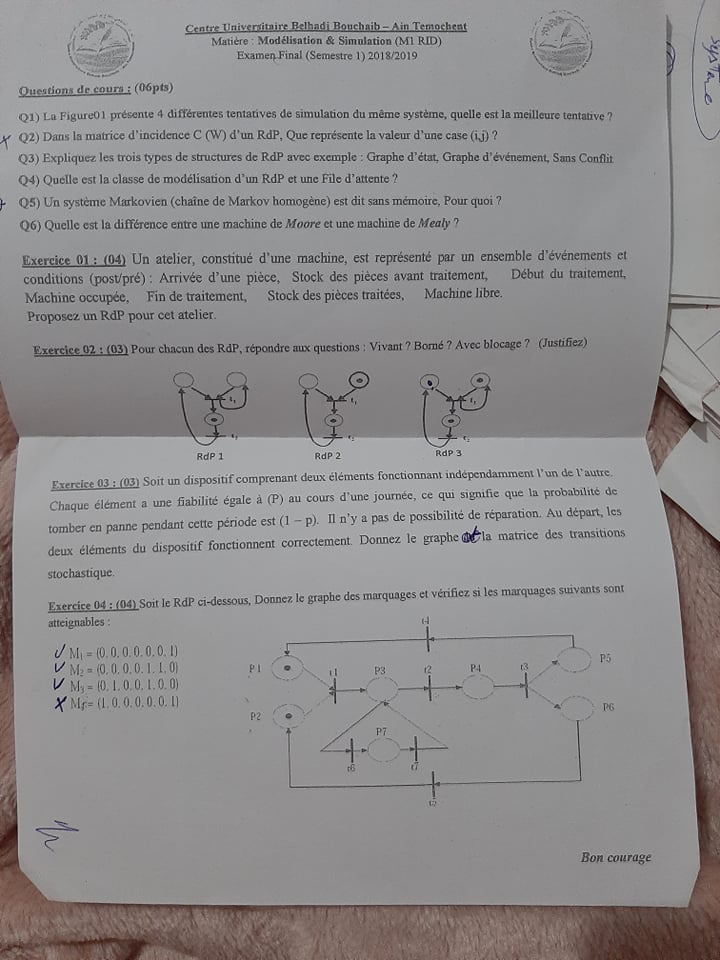 Centre Universitaire Belhadj Bouchaib – Ain Temochent
Matière : Modélisation & Simulation (M1 RID)
Examen Final (Semestre 1) 2018/2019
Questions de cours : (06pts)
Q1) La Figure01 présente 4 différentes tentatives de simulation du même système, quelle est la meilleure tentative ?
Q2) Dans la matrice d'incidence C (W) d'un RdP, Que représente la valeur d'une case (i,j) ?
Q3) Expliquez les trois types de structures de RdP avec exemple : Graphe d'état, Graphe d'événement, Sans Conflit
Q4) Quelle est la classe de modélisation d'un RdP et une File d'attente ?
Q5) Un système Markovien (chaîne de Markov homogène) est dit sans mémoire, Pour quoi ?
Q6) Quelle est la différence entre une machine de Moore et une machine de Mealy ?
Exercice 01 : (04) Un atelier, constitué d'une machine, est représenté par un ensemble d'événements et
conditions (post/pré) : Arrivée d'une pièce, Stock des pièces avant traitement, Début du traitement,
Machine occupée, Fin de traitement, Stock des pièces traitées, Machine libre.
Proposez un RdP pour cet atelier.
Exercice 02 : (03) Pour chacun des RdP, répondre aux questions : Vivant ? Borné ? Avec blocage ? (Justifiez)
t₁ t₁ t₁
RdP 1 RdP 2 RdP 3
Exercice 03 : (03) Soit un dispositif comprenant deux éléments fonctionnant indépendamment l'un de l'autre.
Chaque élément a une fiabilité égale à (P) au cours d'une journée, ce qui signifie que la probabilité de
tomber en panne pendant cette période est (1 – p). Il n'y a pas de possibilité de réparation. Au départ, les
deux éléments du dispositif fonctionnent correctement. Donnez le graphe et la matrice des transitions
stochastique.
Exercice 04 : (04) Soit le RdP ci-dessous, Donnez le graphe des marquages et vérifiez si les marquages suivants sont
atteignables :
M₁ = (0, 0, 0, 0, 0, 0, 1)
M₂ = (0, 0, 0, 0, 1, 1, 0)
M₃ = (0, 1, 0, 0, 1, 0, 0)
= (1, 0, 0, 0, 0, 0, 1)
t4
P1 t1 P3 t2 P4 t3 P5
P2 P6
P7
t6 t7
Bon courage